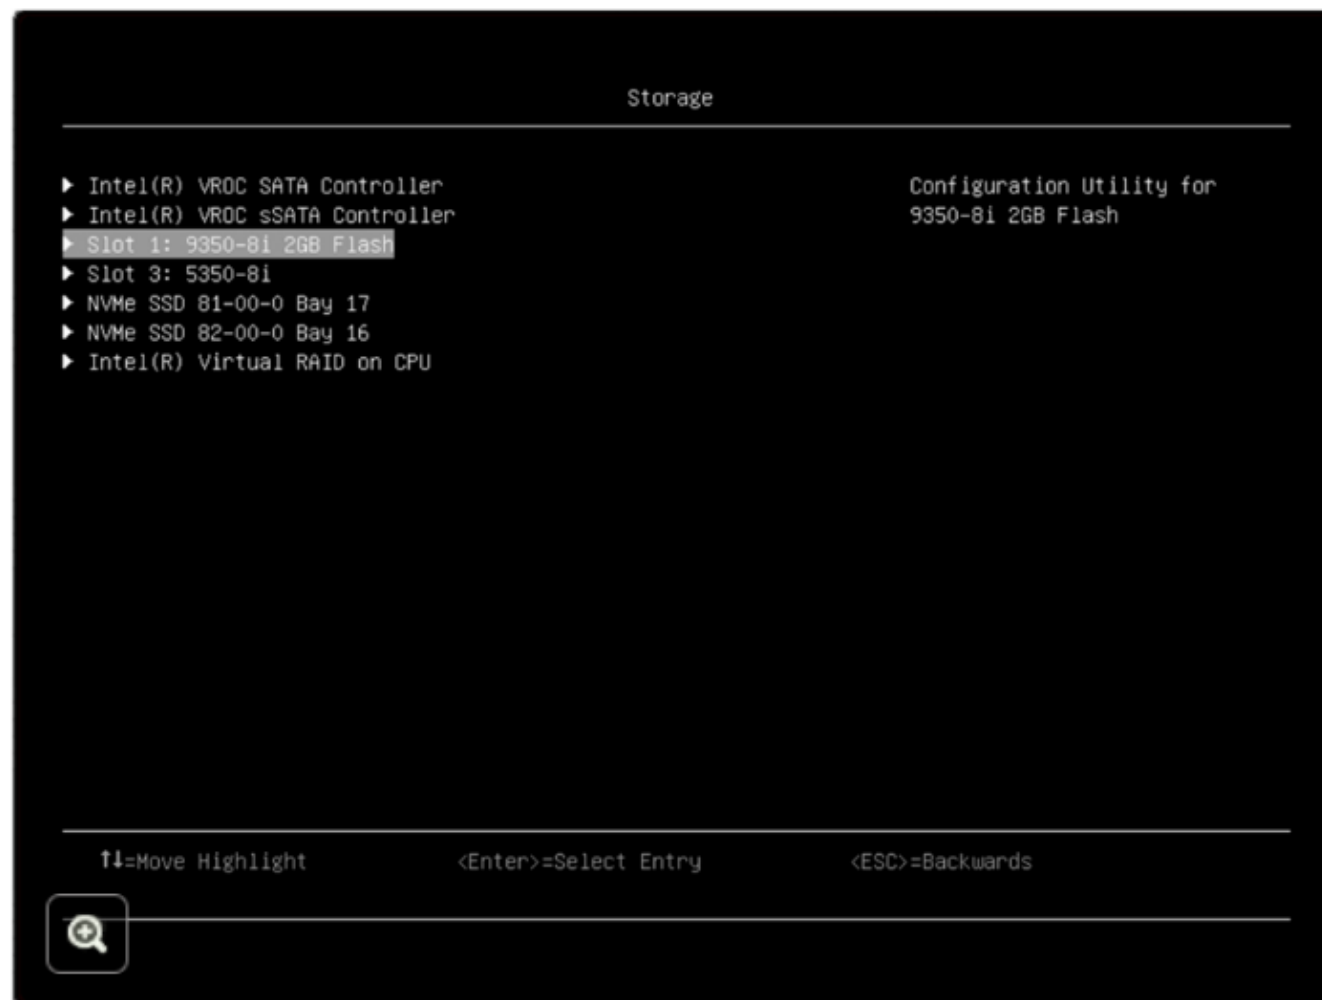 Storage
▶ Intel(R) VROC SATA Controller
▶ Intel(R) VROC sSATA Controller
▶ Slot 1: 9350-8i 2GB Flash
▶ Slot 3: 5350-8i
▶ NVMe SSD 81-00-0 Bay 17
▶ NVMe SSD 82-00-0 Bay 16
▶ Intel(R) Virtual RAID on CPU
Configuration Utility for
9350-8i 2GB Flash
↑↓=Move Highlight <Enter>=Select Entry <ESC>=Backwards